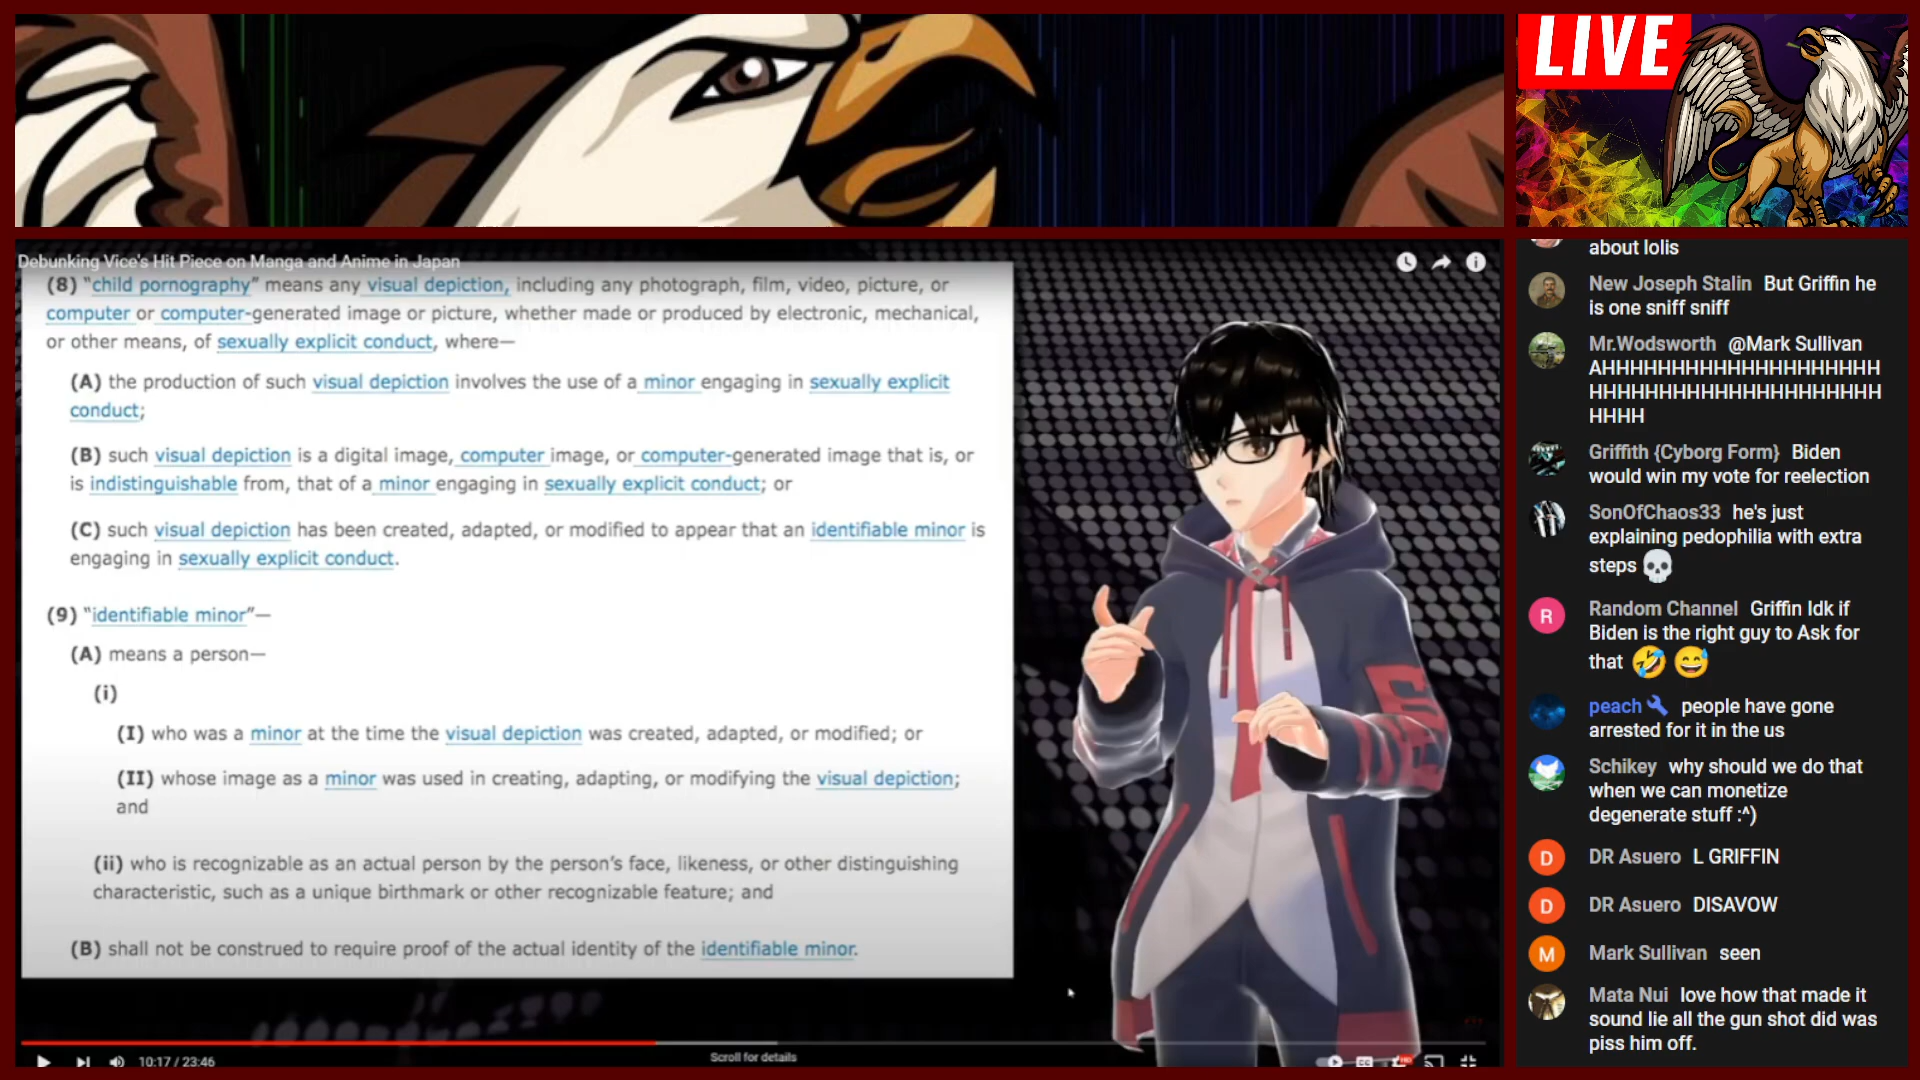 LIVE
Debunking Vice's Hit Piece on Manga and Anime in Japan
(8) "child pornography" means any visual depiction, including any photograph, film, video, picture, or
computer or computer-generated image or picture, whether made or produced by electronic, mechanical,
or other means, of sexually explicit conduct, where—
(A) the production of such visual depiction involves the use of a minor engaging in sexually explicit
conduct;
(B) such visual depiction is a digital image, computer image, or computer-generated image that is, or
is indistinguishable from, that of a minor engaging in sexually explicit conduct; or
(C) such visual depiction has been created, adapted, or modified to appear that an identifiable minor is
engaging in sexually explicit conduct.
(9) "identifiable minor"—
(A) means a person—
(i)
(I) who was a minor at the time the visual depiction was created, adapted, or modified; or
(II) whose image as a minor was used in creating, adapting, or modifying the visual depiction;
and
(ii) who is recognizable as an actual person by the person's face, likeness, or other distinguishing
characteristic, such as a unique birthmark or other recognizable feature; and
(B) shall not be construed to require proof of the actual identity of the identifiable minor.
10:17 / 23:46
Scroll for details
CC
HD
about lolis
New Joseph Stalin But Griffin he
is one sniff sniff
Mr.Wodsworth @Mark Sullivan
AHHHHHHHHHHHHHHHHHHHH
HHHHHHHHHHHHHHHHHHHHH
HHHH
Griffith {Cyborg Form} Biden
would win my vote for reelection
SonOfChaos33 he's just
explaining pedophilia with extra
steps 💀
R
Random Channel Griffin Idk if
Biden is the right guy to Ask for
that 🤣 😅
peach 🔧 people have gone
arrested for it in the us
Schikey why should we do that
when we can monetize
degenerate stuff :^)
D
DR Asuero L GRIFFIN
D
DR Asuero DISAVOW
M
Mark Sullivan seen
Mata Nui love how that made it
sound lie all the gun shot did was
piss him off.